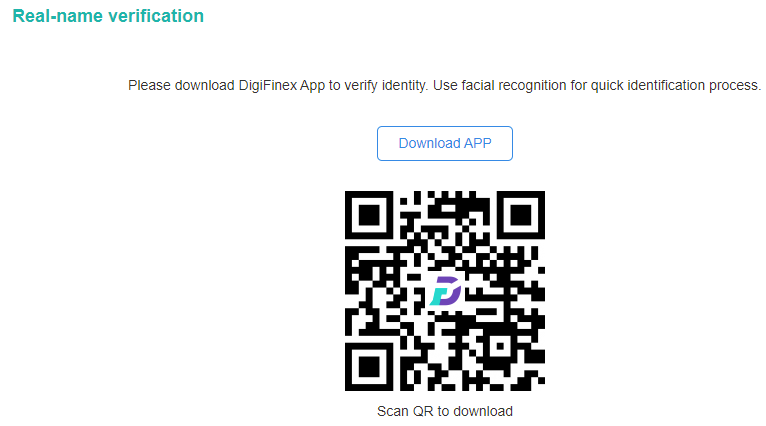 Real-name verification
Please download DigiFinex App to verify identity. Use facial recognition for quick identification process.
Download APP
Scan QR to download